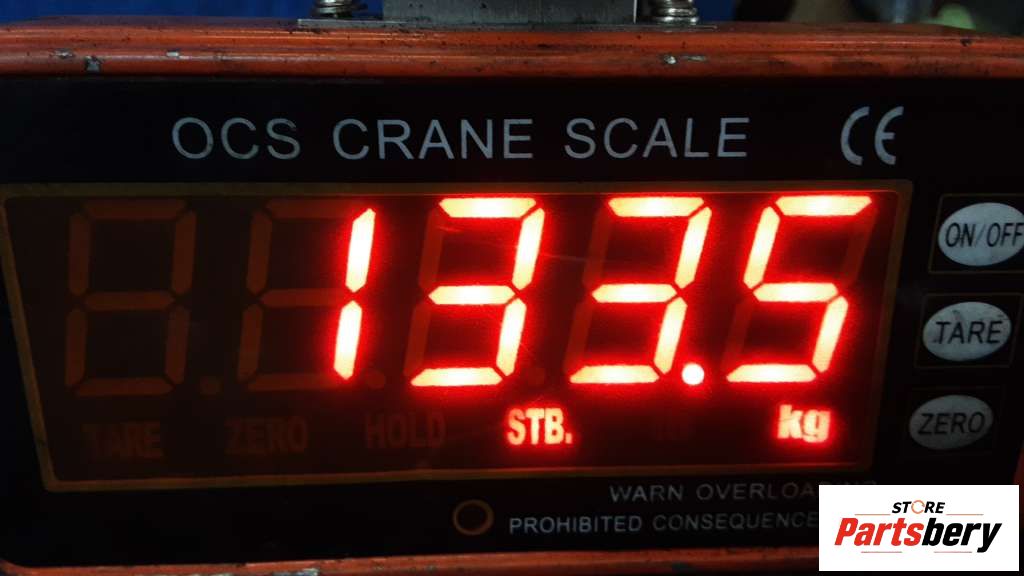 OCS CRANE SCALE CE
133.5
ON/OFF
TARE
ZERO
TARE ZERO HOLD STB. kg
WARN OVERLOADING
PROHIBITED CONSEQUENCE
STORE
Partsbery